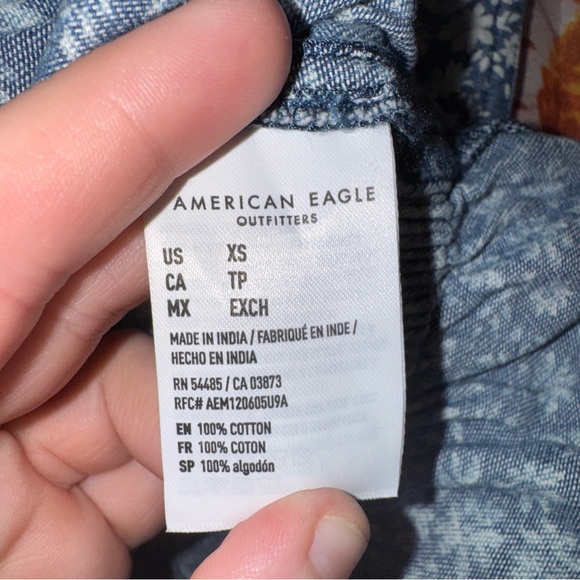 AMERICAN EAGLE
OUTFITTERS
US XS
CA TP
MX EXCH
MADE IN INDIA / FABRIQUÉ EN INDE /
HECHO EN INDIA
RN 54485 / CA 03873
RFC# AEM120605U9A
EN 100% COTTON
FR 100% COTON
SP 100% algodón